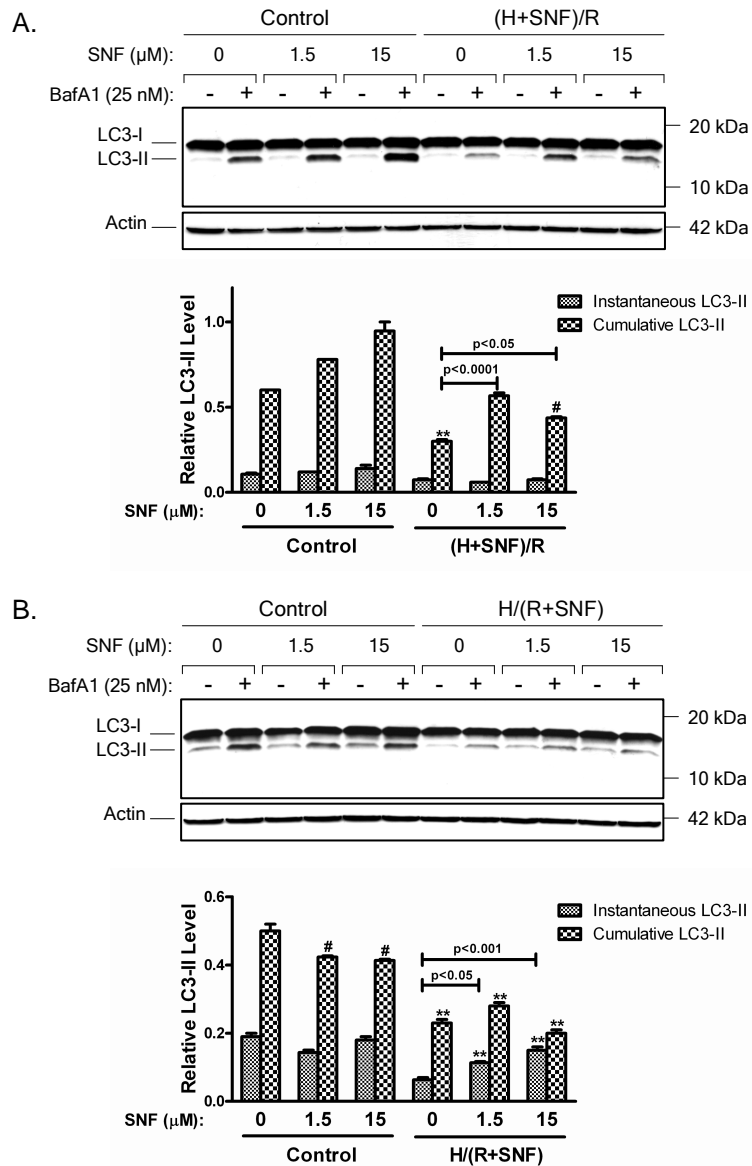 A.
Control (H+SNF)/R
SNF (µM): 0 1.5 15 0 1.5 15
BafA1 (25 nM): - + - + - + - + - + - +
LC3-I 20 kDa
LC3-II
10 kDa
Actin 42 kDa
Relative LC3-II Level
1.0
0.5
0.0
Instantaneous LC3-II
Cumulative LC3-II
p<0.05
p<0.0001
** #
SNF (µM): 0 1.5 15 0 1.5 15
Control (H+SNF)/R
B.
Control H/(R+SNF)
SNF (µM): 0 1.5 15 0 1.5 15
BafA1 (25 nM): - + - + - + - + - + - +
LC3-I 20 kDa
LC3-II
10 kDa
Actin 42 kDa
Relative LC3-II Level
0.6
0.4
0.2
0.0
Instantaneous LC3-II
Cumulative LC3-II
p<0.001
p<0.05
# # ** ** ** ** **
SNF (µM): 0 1.5 15 0 1.5 15
Control H/(R+SNF)